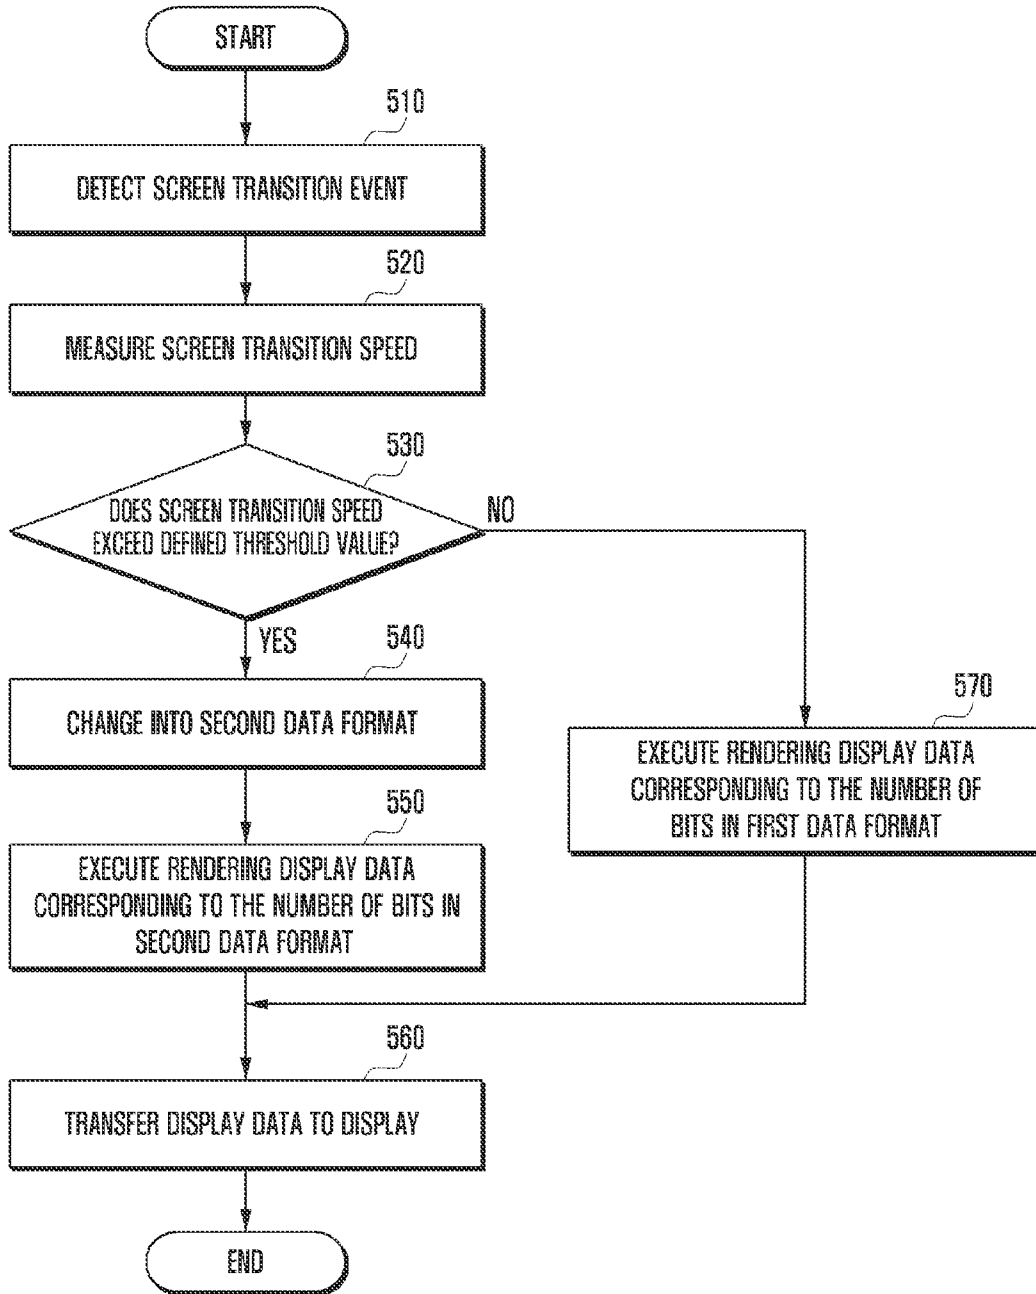 START
510
DETECT SCREEN TRANSITION EVENT
520
MEASURE SCREEN TRANSITION SPEED
530
DOES SCREEN TRANSITION SPEED
EXCEED DEFINED THRESHOLD VALUE?
NO
YES
540
CHANGE INTO SECOND DATA FORMAT
570
EXECUTE RENDERING DISPLAY DATA
CORRESPONDING TO THE NUMBER OF
BITS IN FIRST DATA FORMAT
550
EXECUTE RENDERING DISPLAY DATA
CORRESPONDING TO THE NUMBER OF BITS IN
SECOND DATA FORMAT
560
TRANSFER DISPLAY DATA TO DISPLAY
END